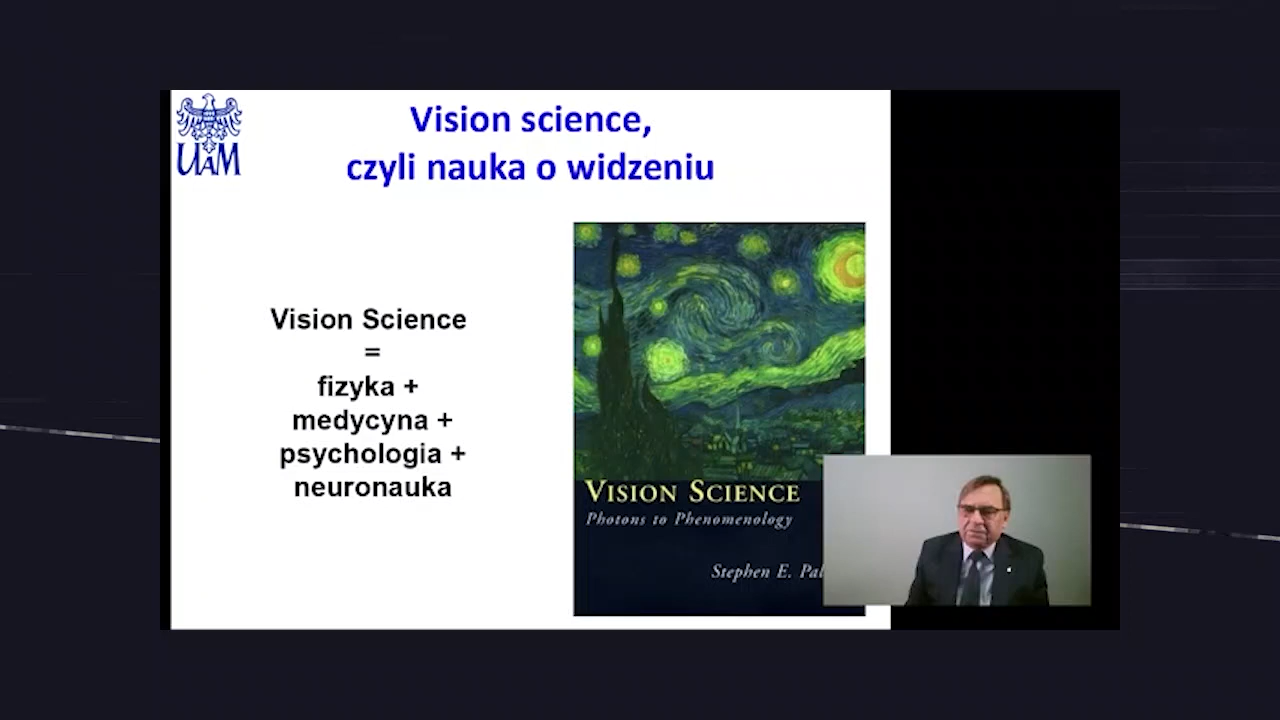 UAM
Vision science,
czyli nauka o widzeniu
Vision Science
=
fizyka +
medycyna +
psychologia +
neuronauka
VISION SCIENCE
Photons to Phenomenology
Stephen E. Pal